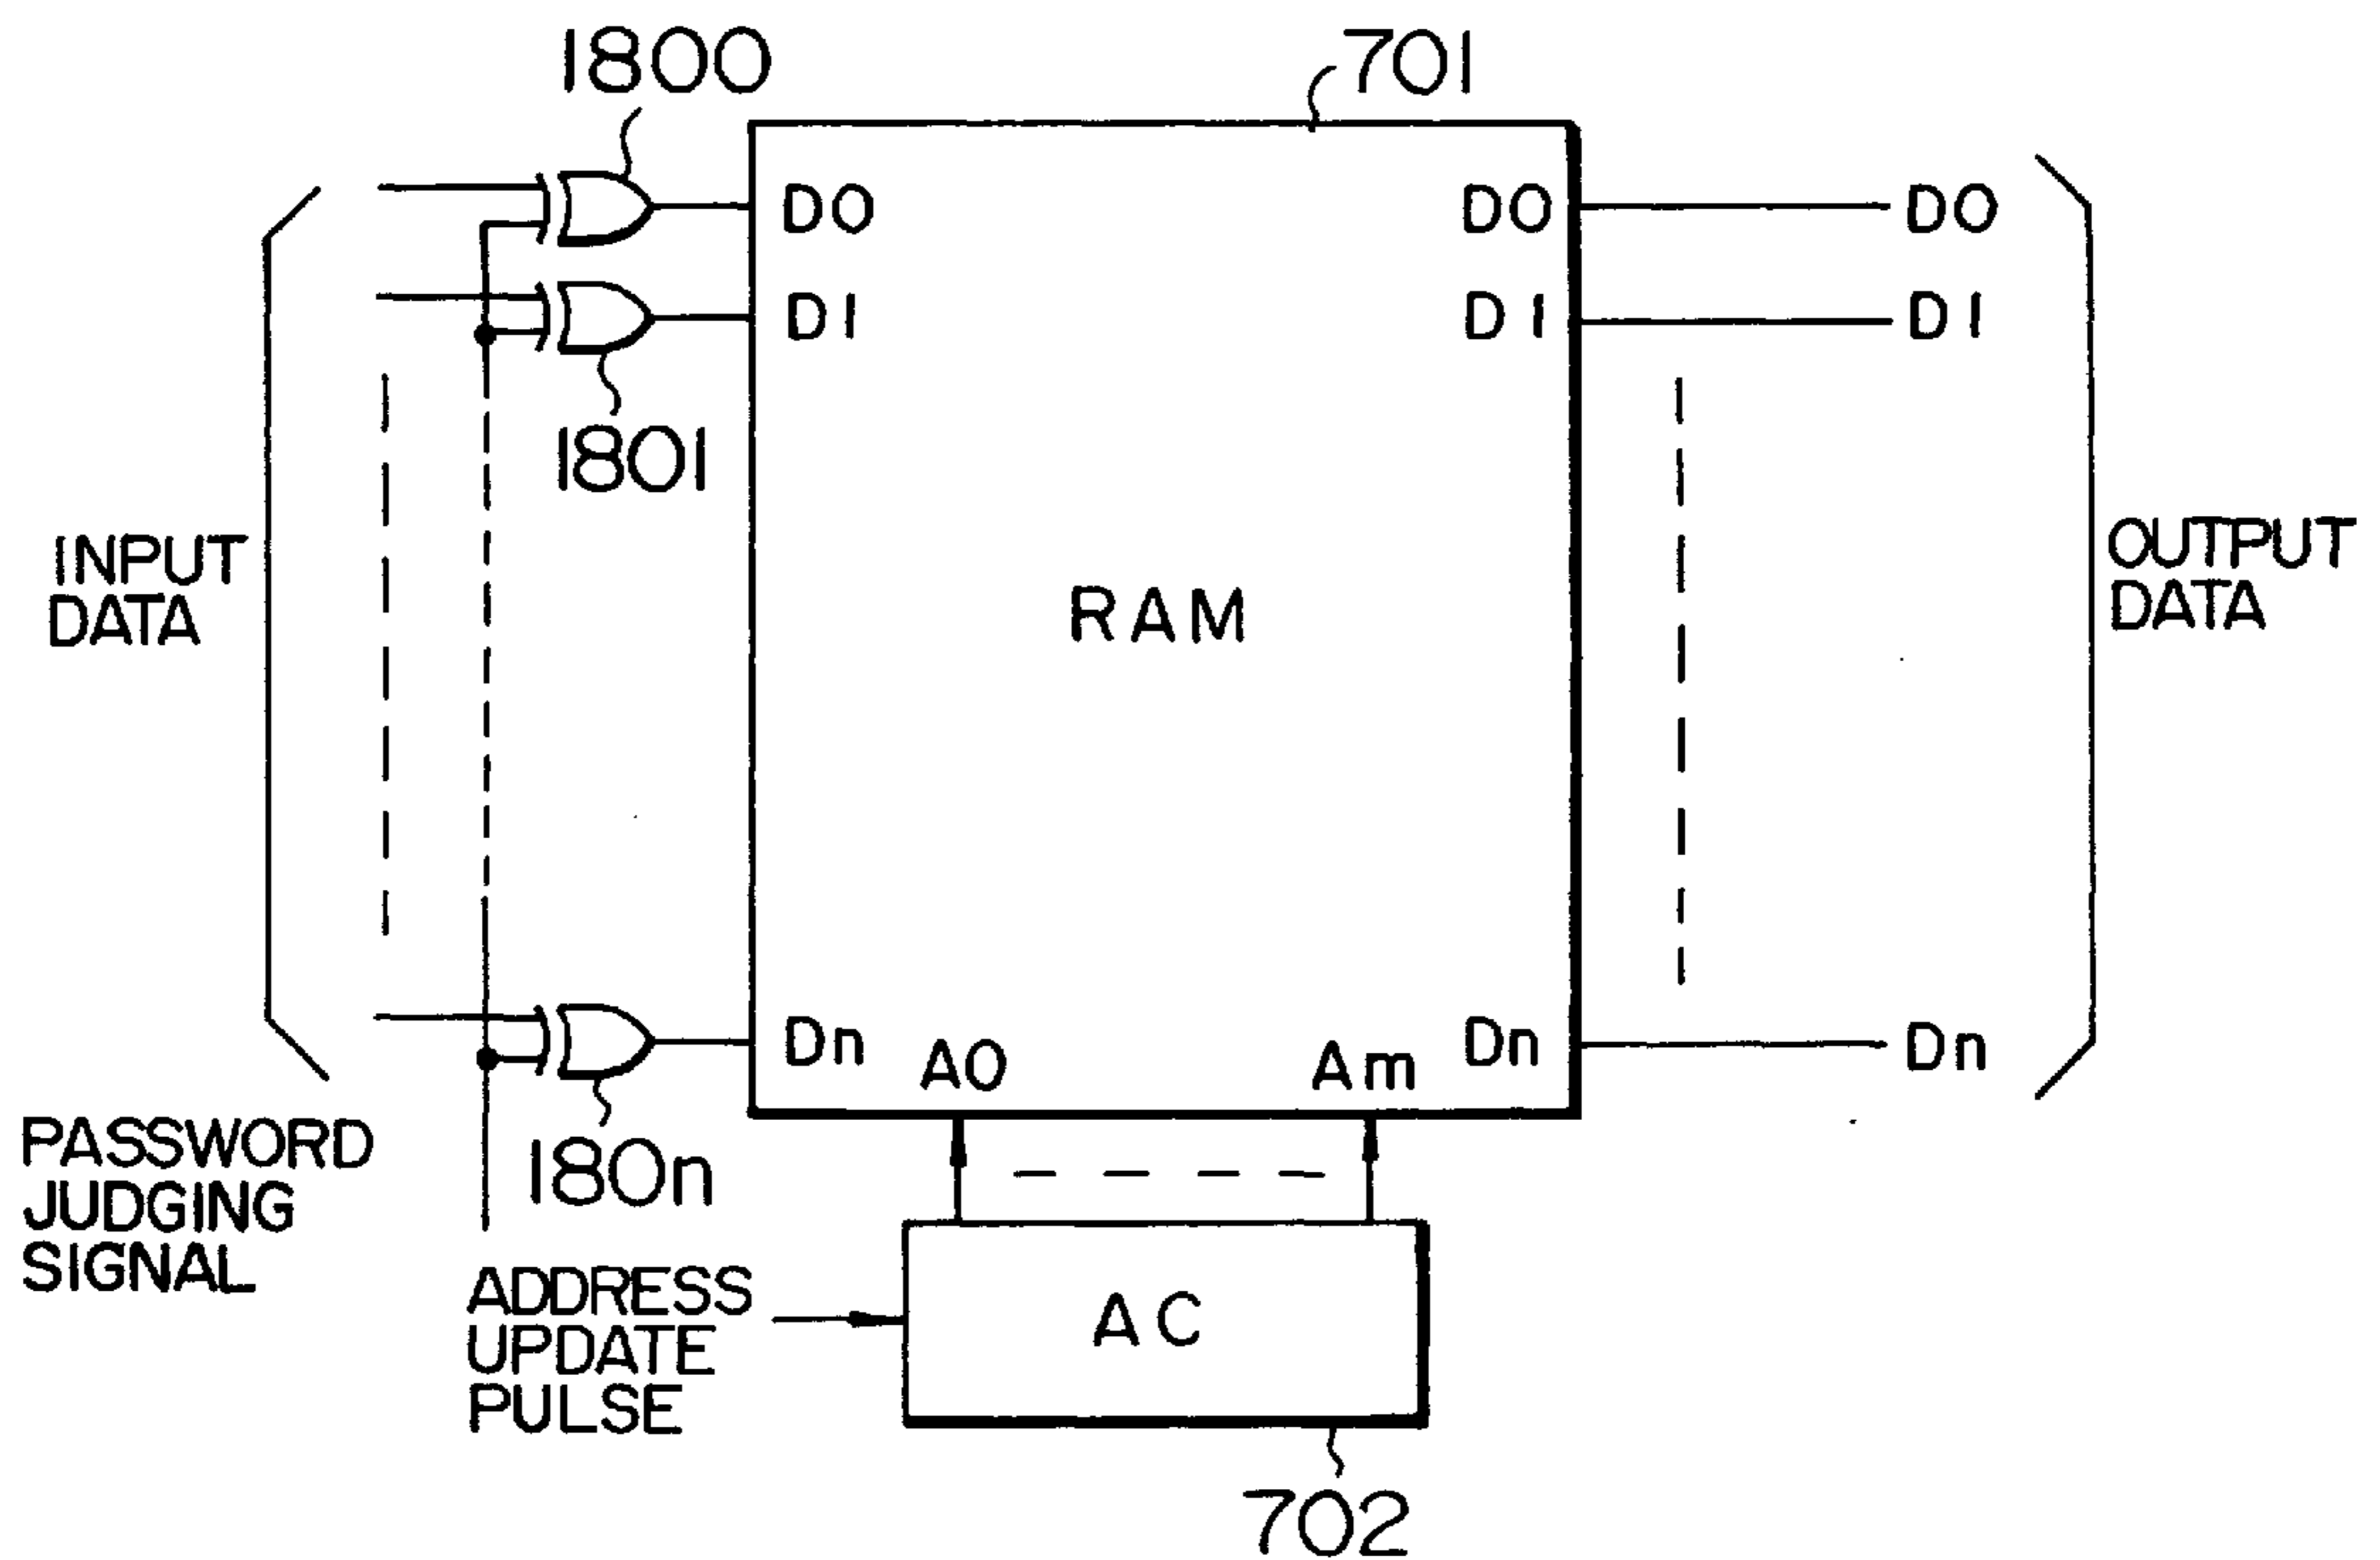 1800
701
D0
D0
D0
D1
D1
D1
1801
INPUT
DATA
RAM
OUTPUT
DATA
Dn
A0
Am
Dn
Dn
PASSWORD
JUDGING
SIGNAL
180n
ADDRESS
UPDATE
PULSE
AC
702